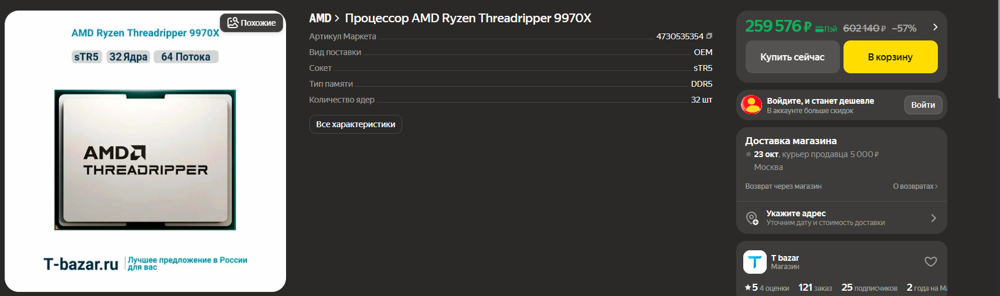 Похожие
AMD Ryzen Threadripper 9970X
sTR5 32 Ядра 64 Потока
AMD
THREADRIPPER
T-bazar.ru
Лучшее предложение в России
для вас
AMD > Процессор AMD Ryzen Threadripper 9970X
Артикул Маркета 4730535354
Вид поставки OEM
Сокет sTR5
Тип памяти DDR5
Количество ядер 32 шт
Все характеристики
259 576 ₽ Пэй 602 140 ₽ –57%
Купить сейчас
В корзину
Войдите, и станет дешевле
В аккаунте больше скидок
Войти
Доставка магазина
23 окт, курьер продавца 5 000 ₽
Москва
Возврат через магазин О возвратах ›
Укажите адрес
Уточним дату и стоимость доставки
T
T bazar
Магазин
★ 5 4 оценки 121 заказ 25 подписчиков 2 года на Ма